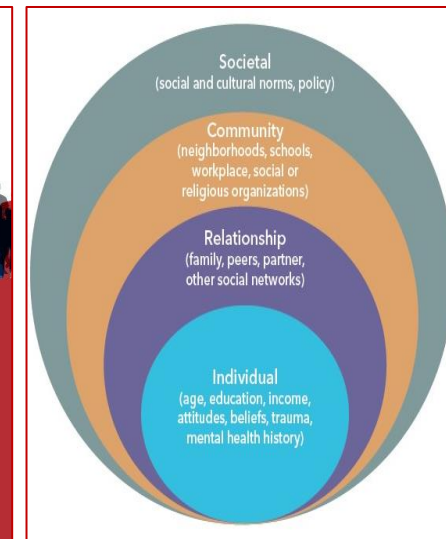 Societal
(social and cultural norms, policy)
Community
(neighborhoods, schools,
workplace, social or
religious organizations)
Relationship
(family, peers, partner,
other social networks)
Individual
(age, education, income,
attitudes, beliefs, trauma,
mental health history)